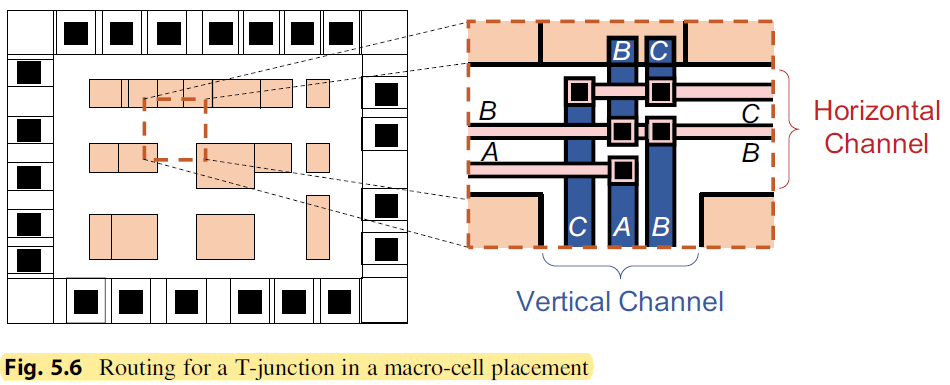 B C
B
C
A
B
C A B
Horizontal
Channel
Vertical Channel
Fig. 5.6 Routing for a T-junction in a macro-cell placement